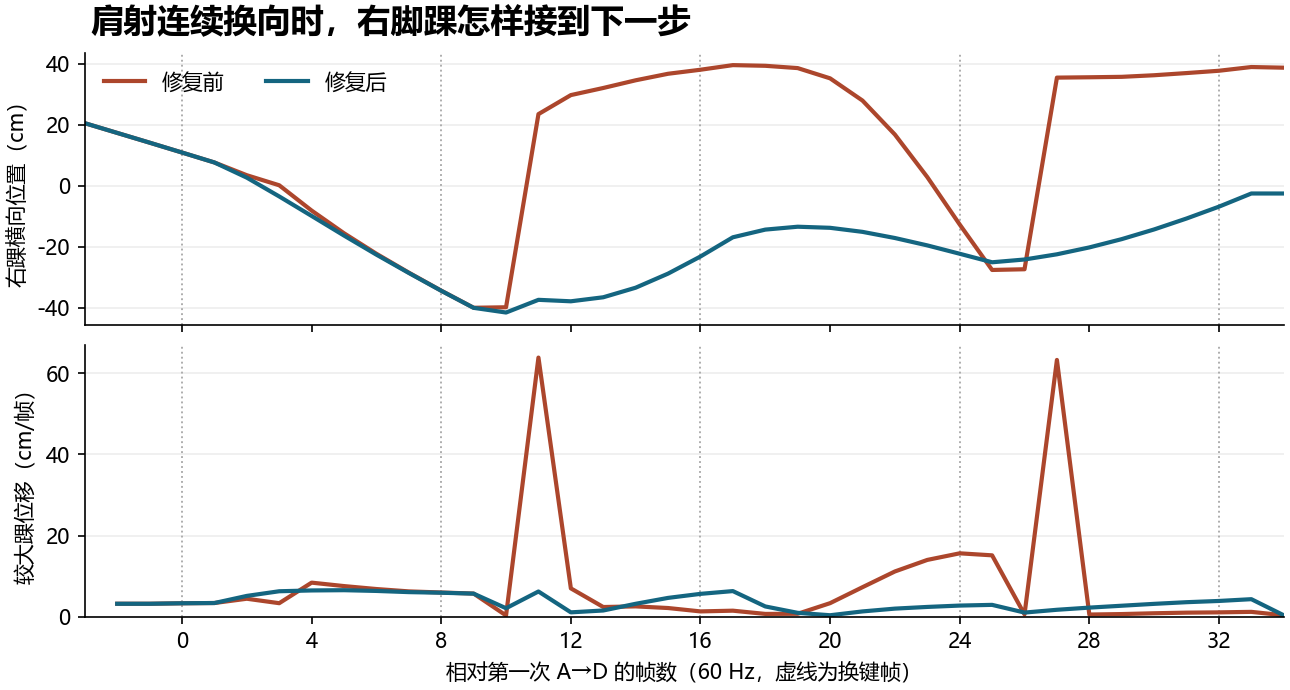 肩射连续换向时，右脚踝怎样接到下一步
修复前 修复后
右踝横向位置（cm）
40
20
0
-20
-40
较大踝位移（cm/帧）
60
40
20
0
0 4 8 12 16 20 24 28 32
相对第一次 A→D 的帧数（60 Hz，虚线为换键帧）